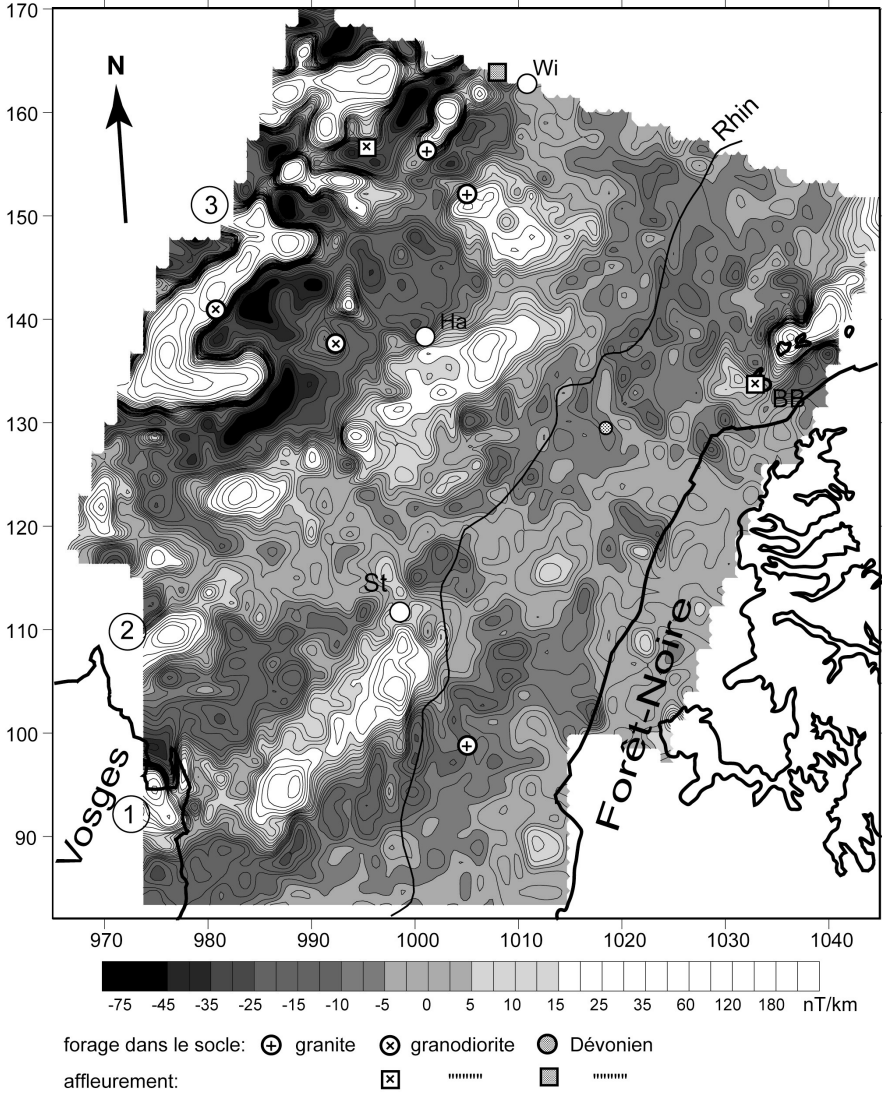 170
160
150
140
130
120
110
100
90
N
Wi
Rhin
3
Ha
BB
St
2
1
Vosges
Forêt-Noire
970 980 990 1000 1010 1020 1030 1040
-75 -45 -35 -25 -15 -10 -5 0 5 10 15 25 35 60 120 180 nT/km
forage dans le socle: granite granodiorite Dévonien
affleurement: """""" """"""